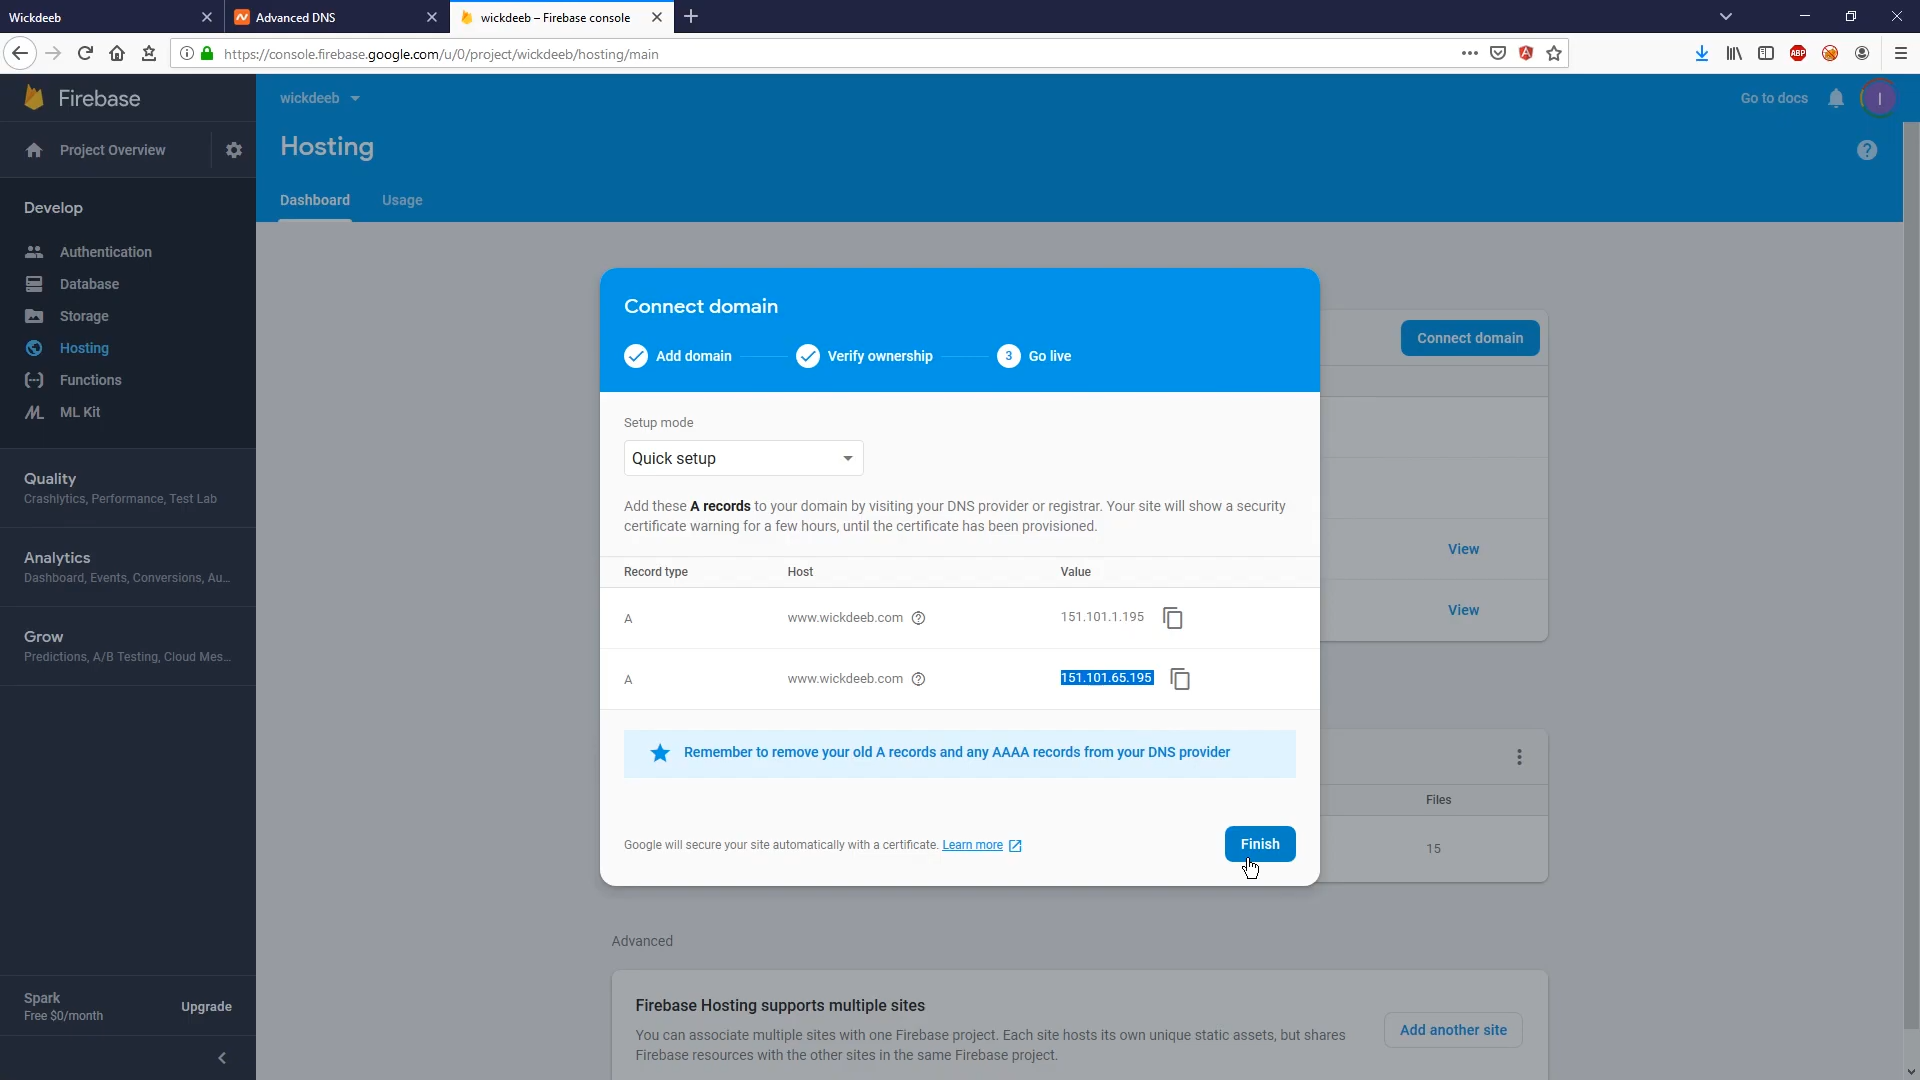 Wickdeeb
Advanced DNS
wickdeeb – Firebase console
https://console.firebase.google.com/u/0/project/wickdeeb/hosting/main
ABP
Firebase
wickdeeb
Go to docs
I
Project Overview
Hosting
Dashboard
Usage
Develop
Authentication
Database
Storage
Hosting
Functions
ML Kit
Quality
Crashlytics, Performance, Test Lab
Analytics
Dashboard, Events, Conversions, Au...
Grow
Predictions, A/B Testing, Cloud Mes...
Spark
Free $0/month
Upgrade
Connect domain
Connect domain
Add domain
Verify ownership
3 Go live
Setup mode
Quick setup
Add these A records to your domain by visiting your DNS provider or registrar. Your site will show a security
certificate warning for a few hours, until the certificate has been provisioned.
Record type Host Value
A www.wickdeeb.com 151.101.1.195
A www.wickdeeb.com 151.101.65.195
Remember to remove your old A records and any AAAA records from your DNS provider
Google will secure your site automatically with a certificate. Learn more
Finish
View
View
Files
15
Advanced
Firebase Hosting supports multiple sites
You can associate multiple sites with one Firebase project. Each site hosts its own unique static assets, but shares
Firebase resources with the other sites in the same Firebase project.
Add another site